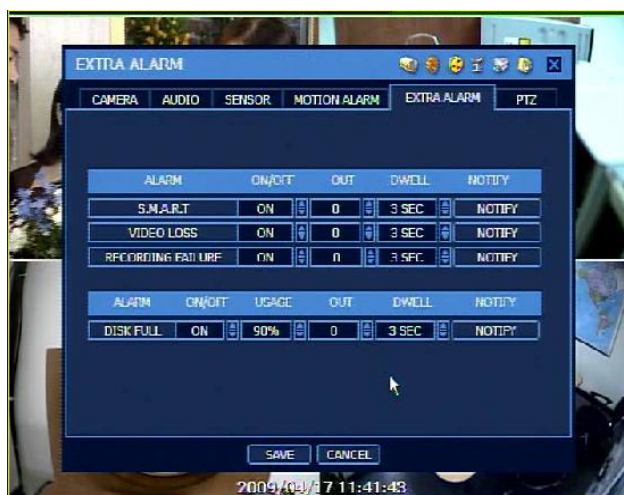 EXTRA ALARM
CAMERA AUDIO SENSOR MOTION ALARM EXTRA ALARM PTZ
ALARM ON/OFF OUT DWELL NOTIFY
S.M.A.R.T ON 0 3 SEC NOTIFY
VIDEO LOSS ON 0 3 SEC NOTIFY
RECORDING FAILURE ON 0 3 SEC NOTIFY
ALARM ON/OFF USAGE OUT DWELL NOTIFY
DISK FULL ON 90% 0 3 SEC NOTIFY
SAVE CANCEL
2009/04/17 11:41:43